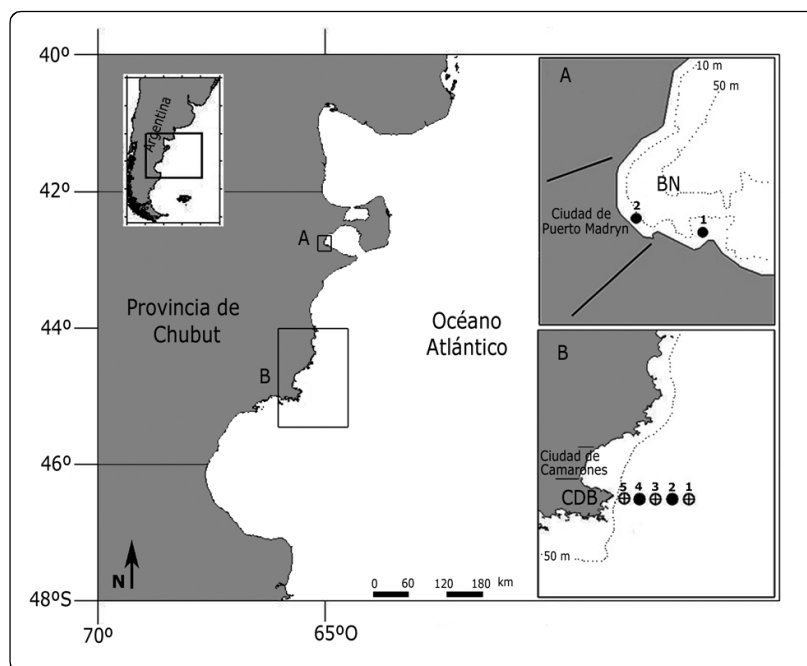 40º
42º
44º
46º
48ºS
70º
65ºO
Argentina
A
B
Provincia de
Chubut
Océano
Atlántico
N
0 60 120 180 km
A
10 m
50 m
BN
2
1
Ciudad de
Puerto Madryn
B
Ciudad de
Camarones
CDB
5 4 3 2 1
50 m